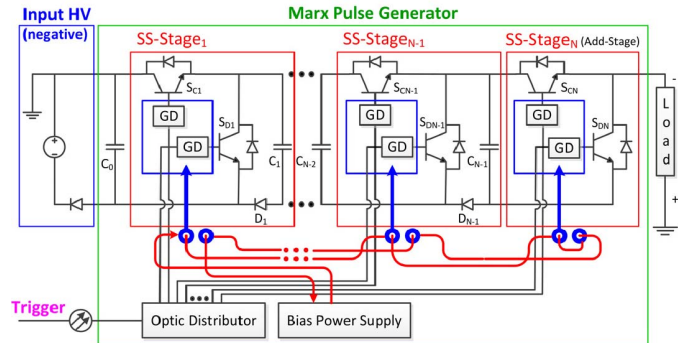 Input HV
(negative)
Marx Pulse Generator
SS-Stage1
SS-StageN-1
SS-StageN (Add-Stage)
SC1
SCN-1
SCN
GD
GD
GD
SD1
SDN-1
SDN
GD
GD
GD
C0
C1
CN-2
CN-1
D1
DN-1
-
Load
+
+
-
Trigger
Optic Distributor
Bias Power Supply